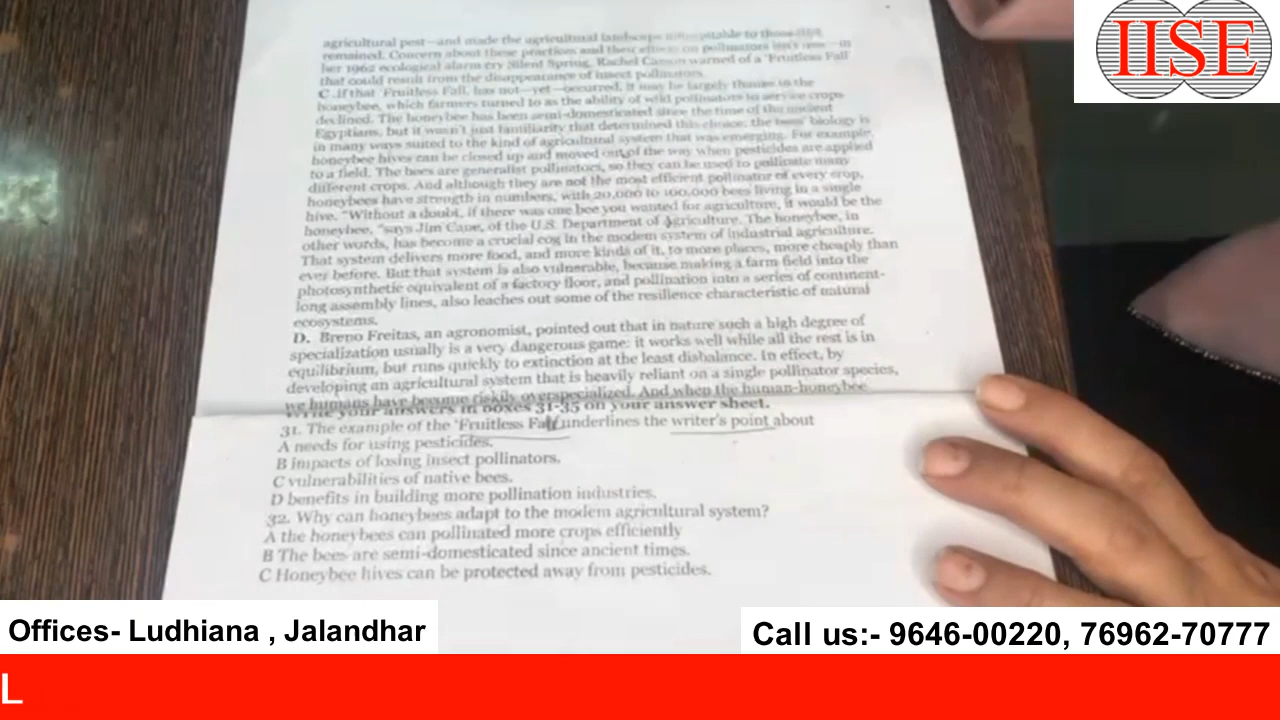 agricultural pest—and made the agricultural landscape to those that
remained. Concern about these practices and their effects on pollinators isn't new—in
her 1962 ecological alarm cry Silent Spring, Rachel Carson warned of a 'Fruitless Fall'
that could result from the disappearance of insect pollinators.
C .If that 'Fruitless Fall, has not—yet—occurred, it may be largely thanks to the
honeybee, which farmers turned to as the ability of wild pollinators to service crops
declined. The honeybee has been semi-domesticated since the time of the ancient
Egyptians, but it wasn't just familiarity that determined this choice: the bees' biology is
in many ways suited to the kind of agricultural system that was emerging. For example,
honeybee hives can be closed up and moved out of the way when pesticides are applied
to a field. The bees are generalist pollinators, so they can be used to pollinate many
different crops. And although they are not the most efficient pollinator of every crop,
honeybees have strength in numbers, with 20,000 to 100,000 bees living in a single
hive. "Without a doubt, if there was one bee you wanted for agriculture, it would be the
honeybee, "says Jim Cane, of the U.S. Department of Agriculture. The honeybee, in
other words, has become a crucial cog in the modem system of industrial agriculture.
That system delivers more food, and more kinds of it, to more places, more cheaply than
ever before. But that system is also vulnerable, because making a farm field into the
photosynthetic equivalent of a factory floor, and pollination into a series of continent-
long assembly lines, also leaches out some of the resilience characteristic of natural
ecosystems.
D. Breno Freitas, an agronomist, pointed out that in nature such a high degree of
specialization usually is a very dangerous game: it works well while all the rest is in
equilibrium, but runs quickly to extinction at the least disbalance. In effect, by
developing an agricultural system that is heavily reliant on a single pollinator species,
we humans have become riskily overspecialized. And when the human-honeybee
Write your answers in boxes 31-35 on your answer sheet.
31. The example of the 'Fruitless Fall' underlines the writer's point about
A needs for using pesticides.
B impacts of losing insect pollinators.
C vulnerabilities of native bees.
D benefits in building more pollination industries.
32. Why can honeybees adapt to the modem agricultural system?
A the honeybees can pollinated more crops efficiently
B The bees are semi-domesticated since ancient times.
C Honeybee hives can be protected away from pesticides.
IISE
Offices- Ludhiana , Jalandhar
Call us:- 9646-00220, 76962-70777
L